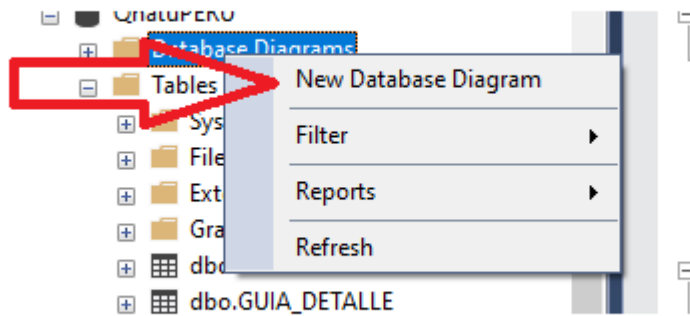 QhatuPERU
Database Diagrams
New Database Diagram
Tables
Sys
Filter
File
Ext
Reports
Gra
Refresh
dbo
dbo.GUIA_DETALLE